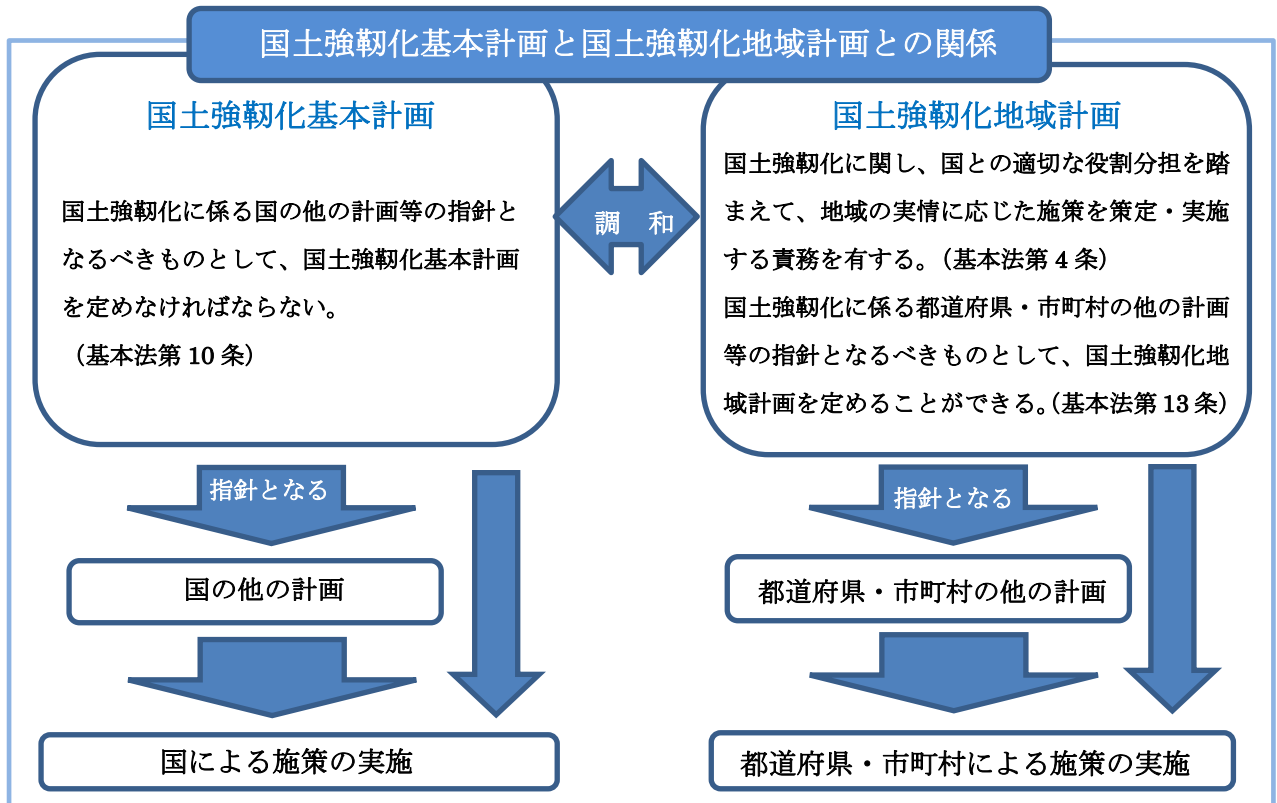 国土強靱化基本計画と国土強靱化地域計画との関係
国土強靱化基本計画
国土強靱化に係る国の他の計画等の指針と
なるべきものとして、国土強靱化基本計画
を定めなければならない。
（基本法第 10 条）
調　和
国土強靱化地域計画
国土強靱化に関し、国との適切な役割分担を踏
まえて、地域の実情に応じた施策を策定・実施
する責務を有する。（基本法第 4 条）
国土強靱化に係る都道府県・市町村の他の計画
等の指針となるべきものとして、国土強靱化地
域計画を定めることができる。（基本法第 13 条）
指針となる
国の他の計画
国による施策の実施
指針となる
都道府県・市町村の他の計画
都道府県・市町村による施策の実施